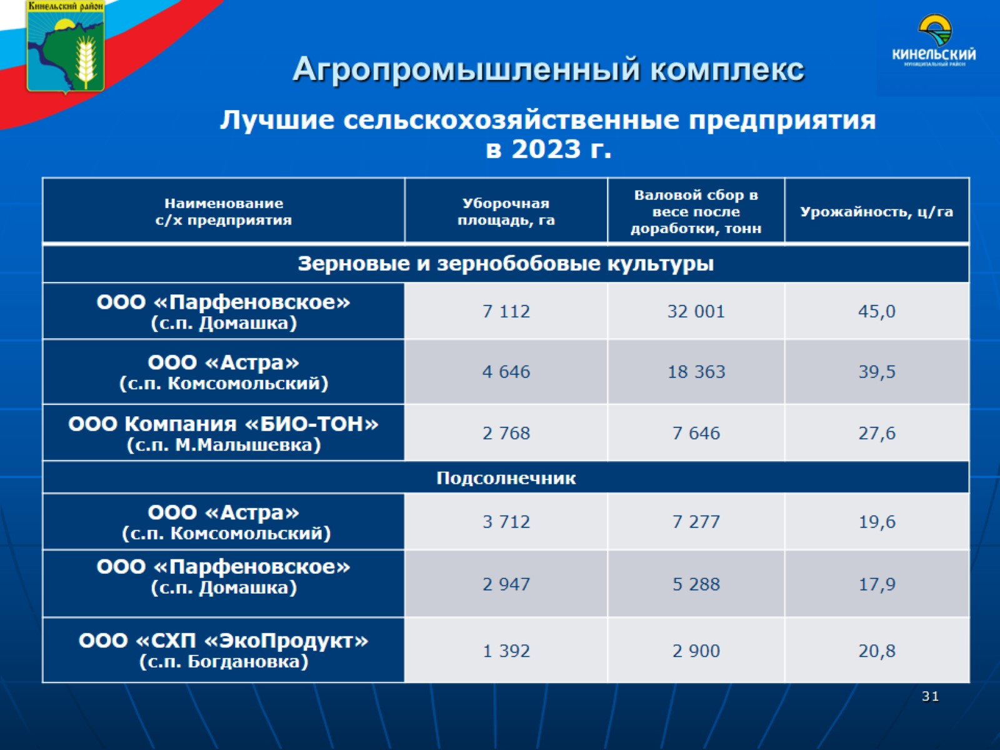 Кинельский район
КИНЕЛЬСКИЙ
МУНИЦИПАЛЬНЫЙ РАЙОН
Агропромышленный комплекс
Лучшие сельскохозяйственные предприятия
в 2023 г.
Наименование
с/х предприятия
Уборочная
площадь, га
Валовой сбор в
весе после
доработки, тонн
Урожайность, ц/га
Зерновые и зернобобовые культуры
ООО «Парфеновское»
(с.п. Домашка)
7 112
32 001
45,0
ООО «Астра»
(с.п. Комсомольский)
4 646
18 363
39,5
ООО Компания «БИО-ТОН»
(с.п. М.Малышевка)
2 768
7 646
27,6
Подсолнечник
ООО «Астра»
(с.п. Комсомольский)
3 712
7 277
19,6
ООО «Парфеновское»
(с.п. Домашка)
2 947
5 288
17,9
ООО «СХП «ЭкоПродукт»
(с.п. Богдановка)
1 392
2 900
20,8
31